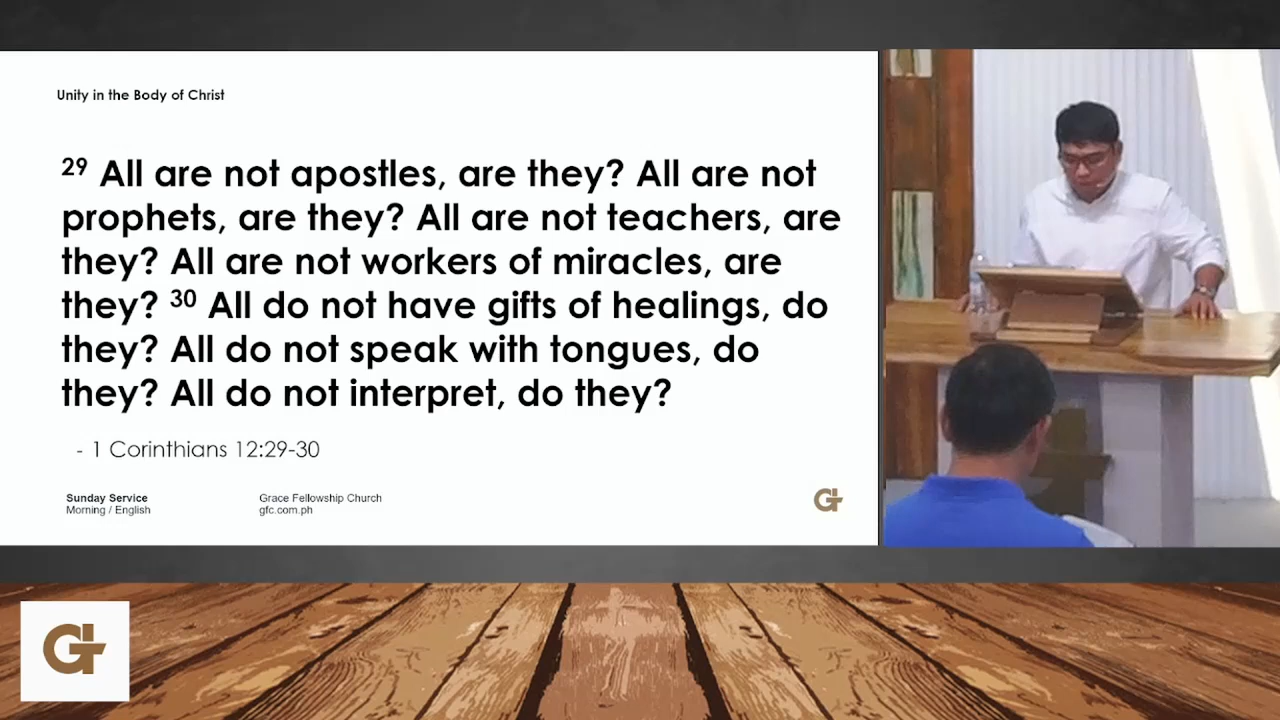 Unity in the Body of Christ
29 All are not apostles, are they? All are not
prophets, are they? All are not teachers, are
they? All are not workers of miracles, are
they? 30 All do not have gifts of healings, do
they? All do not speak with tongues, do
they? All do not interpret, do they?
- 1 Corinthians 12:29-30
Sunday Service
Morning / English
Grace Fellowship Church
gfc.com.ph